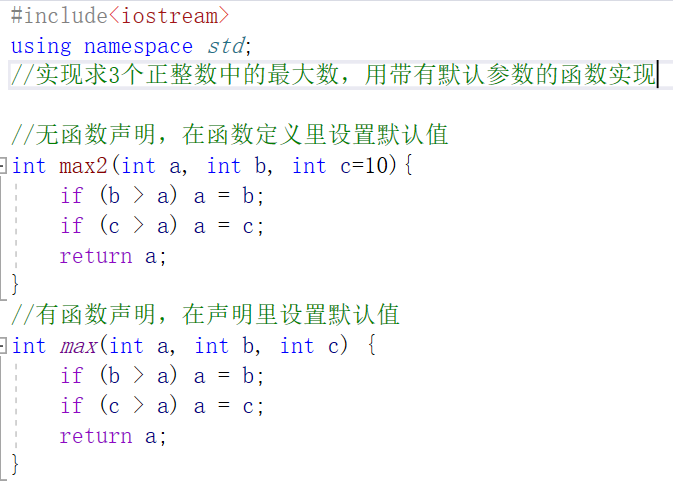 #include<iostream>
using namespace std;
//实现求3个正整数中的最大数，用带有默认参数的函数实现
//无函数声明，在函数定义里设置默认值
int max2(int a, int b, int c=10){
    if (b > a) a = b;
    if (c > a) a = c;
    return a;
}
//有函数声明，在声明里设置默认值
int max(int a, int b, int c) {
    if (b > a) a = b;
    if (c > a) a = c;
    return a;
}